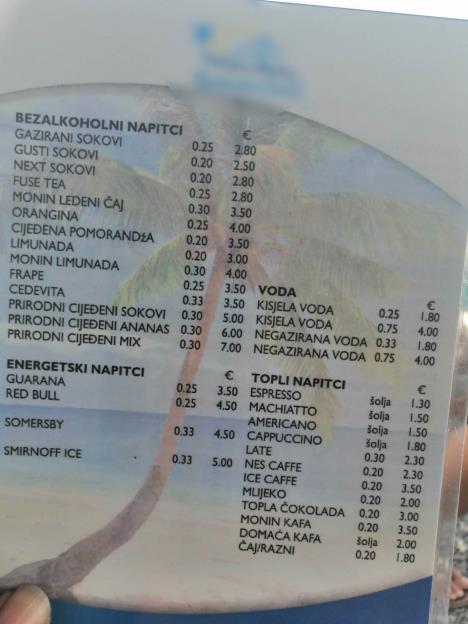 BEZALKOHOLNI NAPITCI €
GAZIRANI SOKOVI 0.25 2.80
GUSTI SOKOVI 0.20 2.50
NEXT SOKOVI 0.20 2.80
FUSE TEA 0.25 2.80
MONIN LEDENI ČAJ 0.30 3.50
ORANGINA 0.25 4.00
CIJEĐENA POMORANDžA 0.20 3.50
LIMUNADA 0.20 3.00
MONIN LIMUNADA 0.30 4.00
FRAPE 0.25 3.50
CEDEVITA 0.33 3.50
PRIRODNI CIJEĐENI SOKOVI 0.30 5.00
PRIRODNI CIJEĐENI ANANAS 0.30 6.00
PRIRODNI CIJEĐENI MIX 0.30 7.00
ENERGETSKI NAPITCI €
GUARANA 0.25 3.50
RED BULL 0.25 4.50
SOMERSBY 0.33 4.50
SMIRNOFF ICE 0.33 5.00
VODA €
KISJELA VODA 0.25 1.80
KISJELA VODA 0.75 4.00
NEGAZIRANA VODA 0.33 1.80
NEGAZIRANA VODA 0.75 4.00
TOPLI NAPITCI €
ESPRESSO šolja 1.30
MACHIATTO šolja 1.50
AMERICANO šolja 1.50
CAPPUCCINO šolja 1.80
LATE 0.30 2.30
NES CAFFE 0.20 2.30
ICE CAFFE 0.20 3.50
MLIJEKO 0.20 2.00
TOPLA ČOKOLADA 0.20 3.00
MONIN KAFA 0.20 3.50
DOMAĆA KAFA šolja 2.00
ČAJ/RAZNI 0.20 1.80